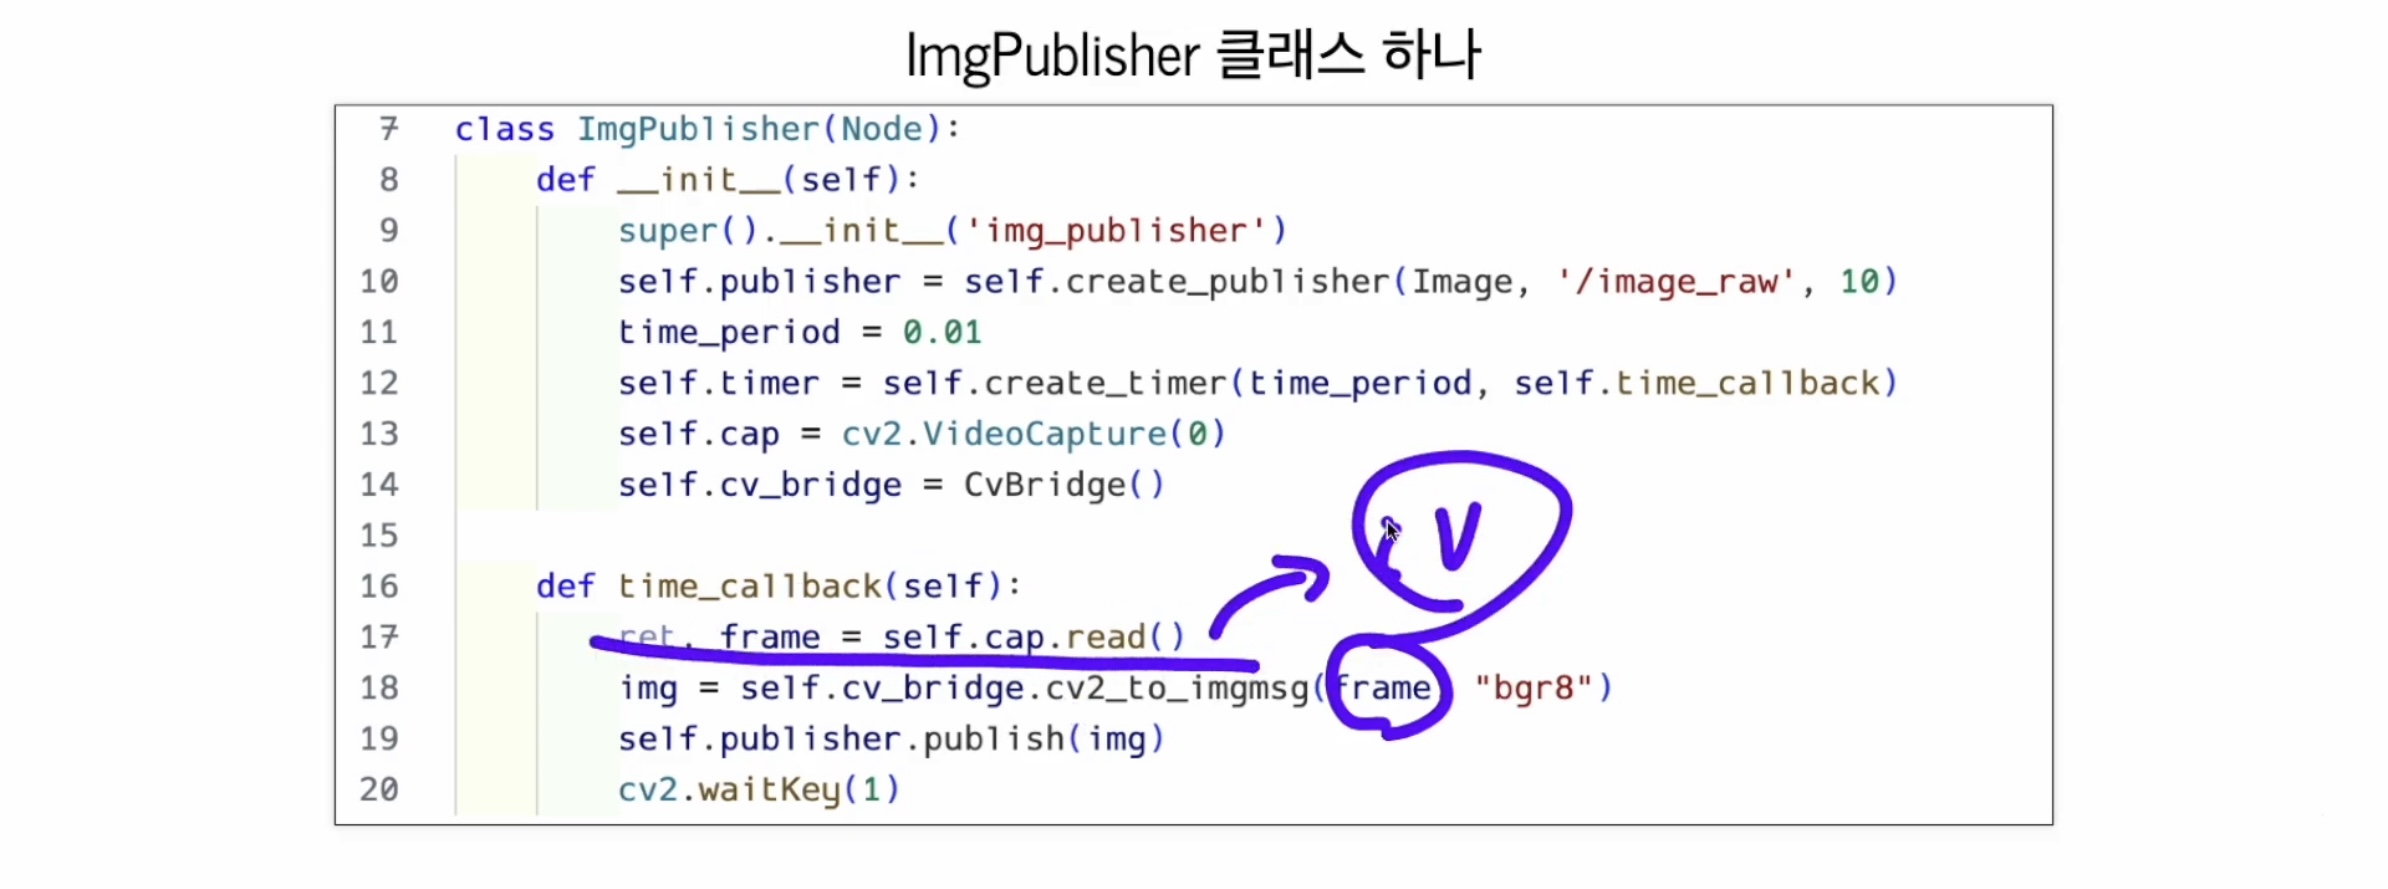 ImgPublisher 클래스 하나
7 class ImgPublisher(Node):
8 def __init__(self):
9 super().__init__('img_publisher')
10 self.publisher = self.create_publisher(Image, '/image_raw', 10)
11 time_period = 0.01
12 self.timer = self.create_timer(time_period, self.time_callback)
13 self.cap = cv2.VideoCapture(0)
14 self.cv_bridge = CvBridge()
15
V
16 def time_callback(self):
17 ret, frame = self.cap.read()
18 img = self.cv_bridge.cv2_to_imgmsg(frame, "bgr8")
19 self.publisher.publish(img)
20 cv2.waitKey(1)